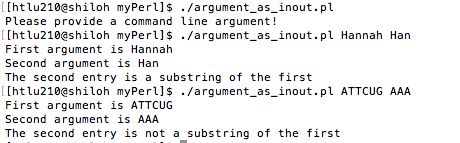 [[htlu210@shiloh myPerl]$ ./argument_as_inout.pl
Please provide a command line argument!
[[htlu210@shiloh myPerl]$ ./argument_as_inout.pl Hannah Han
First argument is Hannah
Second argument is Han
The second entry is a substring of the first
[[htlu210@shiloh myPerl]$ ./argument_as_inout.pl ATTCUG AAA
First argument is ATTCUG
Second argument is AAA
The second entry is not a substring of the first